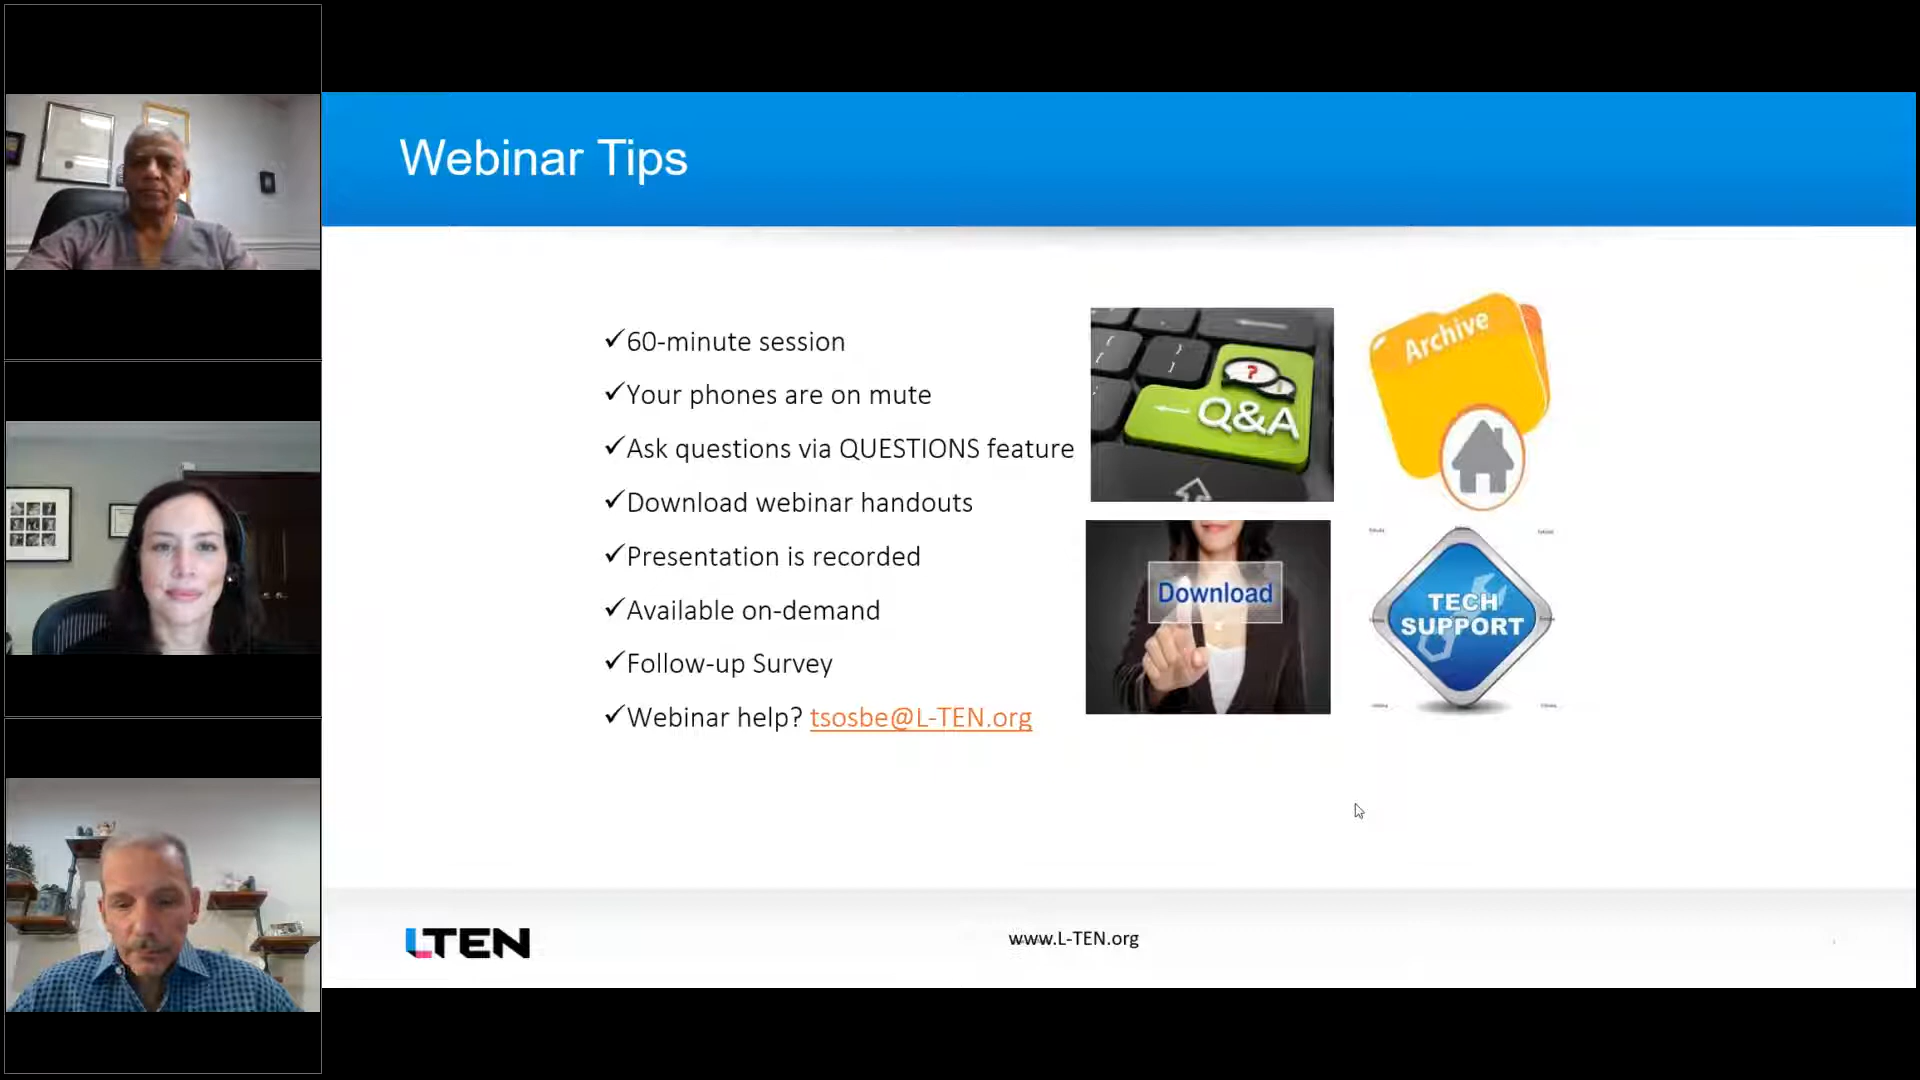 Webinar Tips
✓60-minute session
✓Your phones are on mute
✓Ask questions via QUESTIONS feature
✓Download webinar handouts
✓Presentation is recorded
✓Available on-demand
✓Follow-up Survey
✓Webinar help? tsosbe@L-TEN.org
?
Q&A
Archive
Download
TECH
SUPPORT
LTEN
www.L-TEN.org